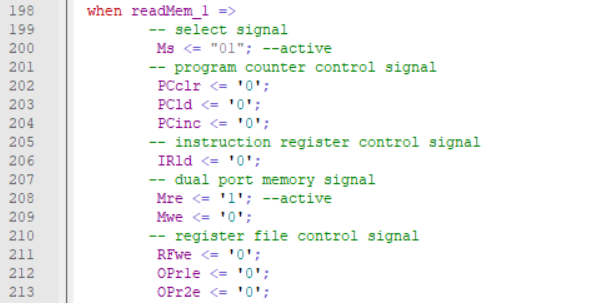 198 when readMem_1 =>
199 -- select signal
200 Ms <= "01"; --active
201 -- program counter control signal
202 PCclr <= '0';
203 PCld <= '0';
204 PCinc <= '0';
205 -- instruction register control signal
206 IRld <= '0';
207 -- dual port memory signal
208 Mre <= '1'; --active
209 Mwe <= '0';
210 -- register file control signal
211 RFwe <= '0';
212 OPr1e <= '0';
213 OPr2e <= '0';